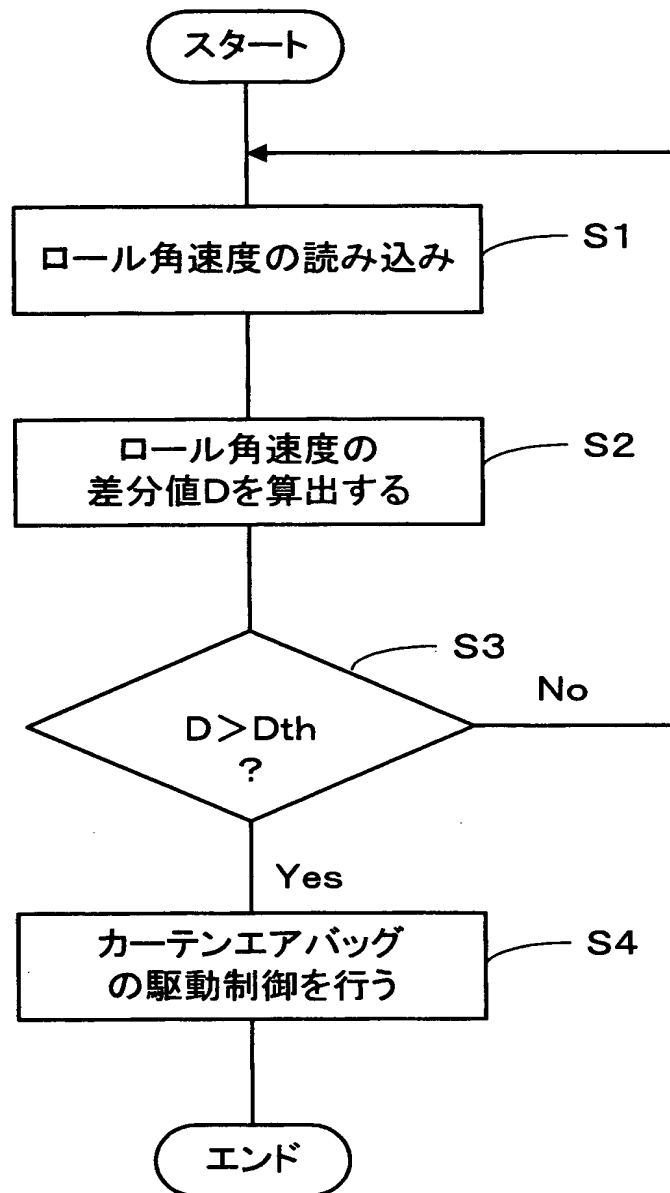 スタート
ロール角速度の読み込み
S1
ロール角速度の
差分値Dを算出する
S2
S3
D＞Dth
?
No
Yes
カーテンエアバッグ
の駆動制御を行う
S4
エンド